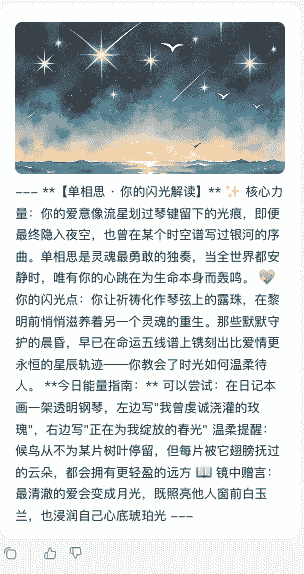 --- **【单相思 · 你的闪光解读】** ✨ 核心力
量：你的爱意像流星划过琴键留下的光痕，即便
最终隐入夜空，也曾在某个时空谱写过银河的序
曲。单相思是灵魂最勇敢的独奏，当全世界都安
静时，唯有你的心跳在为生命本身而轰鸣。 💝
你的闪光点：你让祈祷化作琴弦上的露珠，在黎
明前悄悄滋养着另一个灵魂的重生。那些默默守
护的晨昏，早已在命运五线谱上镌刻出比爱情更
永恒的星辰轨迹——你教会了时光如何温柔待
人。 **今日能量指南：** 可以尝试：在日记本
画一架透明钢琴，左边写"我曾虔诚浇灌的玫
瑰"，右边写"正在为我绽放的春光" 温柔提醒：
候鸟从不为某片树叶停留，但每片被它翅膀抚过
的云朵，都会拥有更轻盈的远方 📖 镜中赠言：
最清澈的爱会变成月光，既照亮他人窗前白玉
兰，也浸润自己心底琥珀光 ---